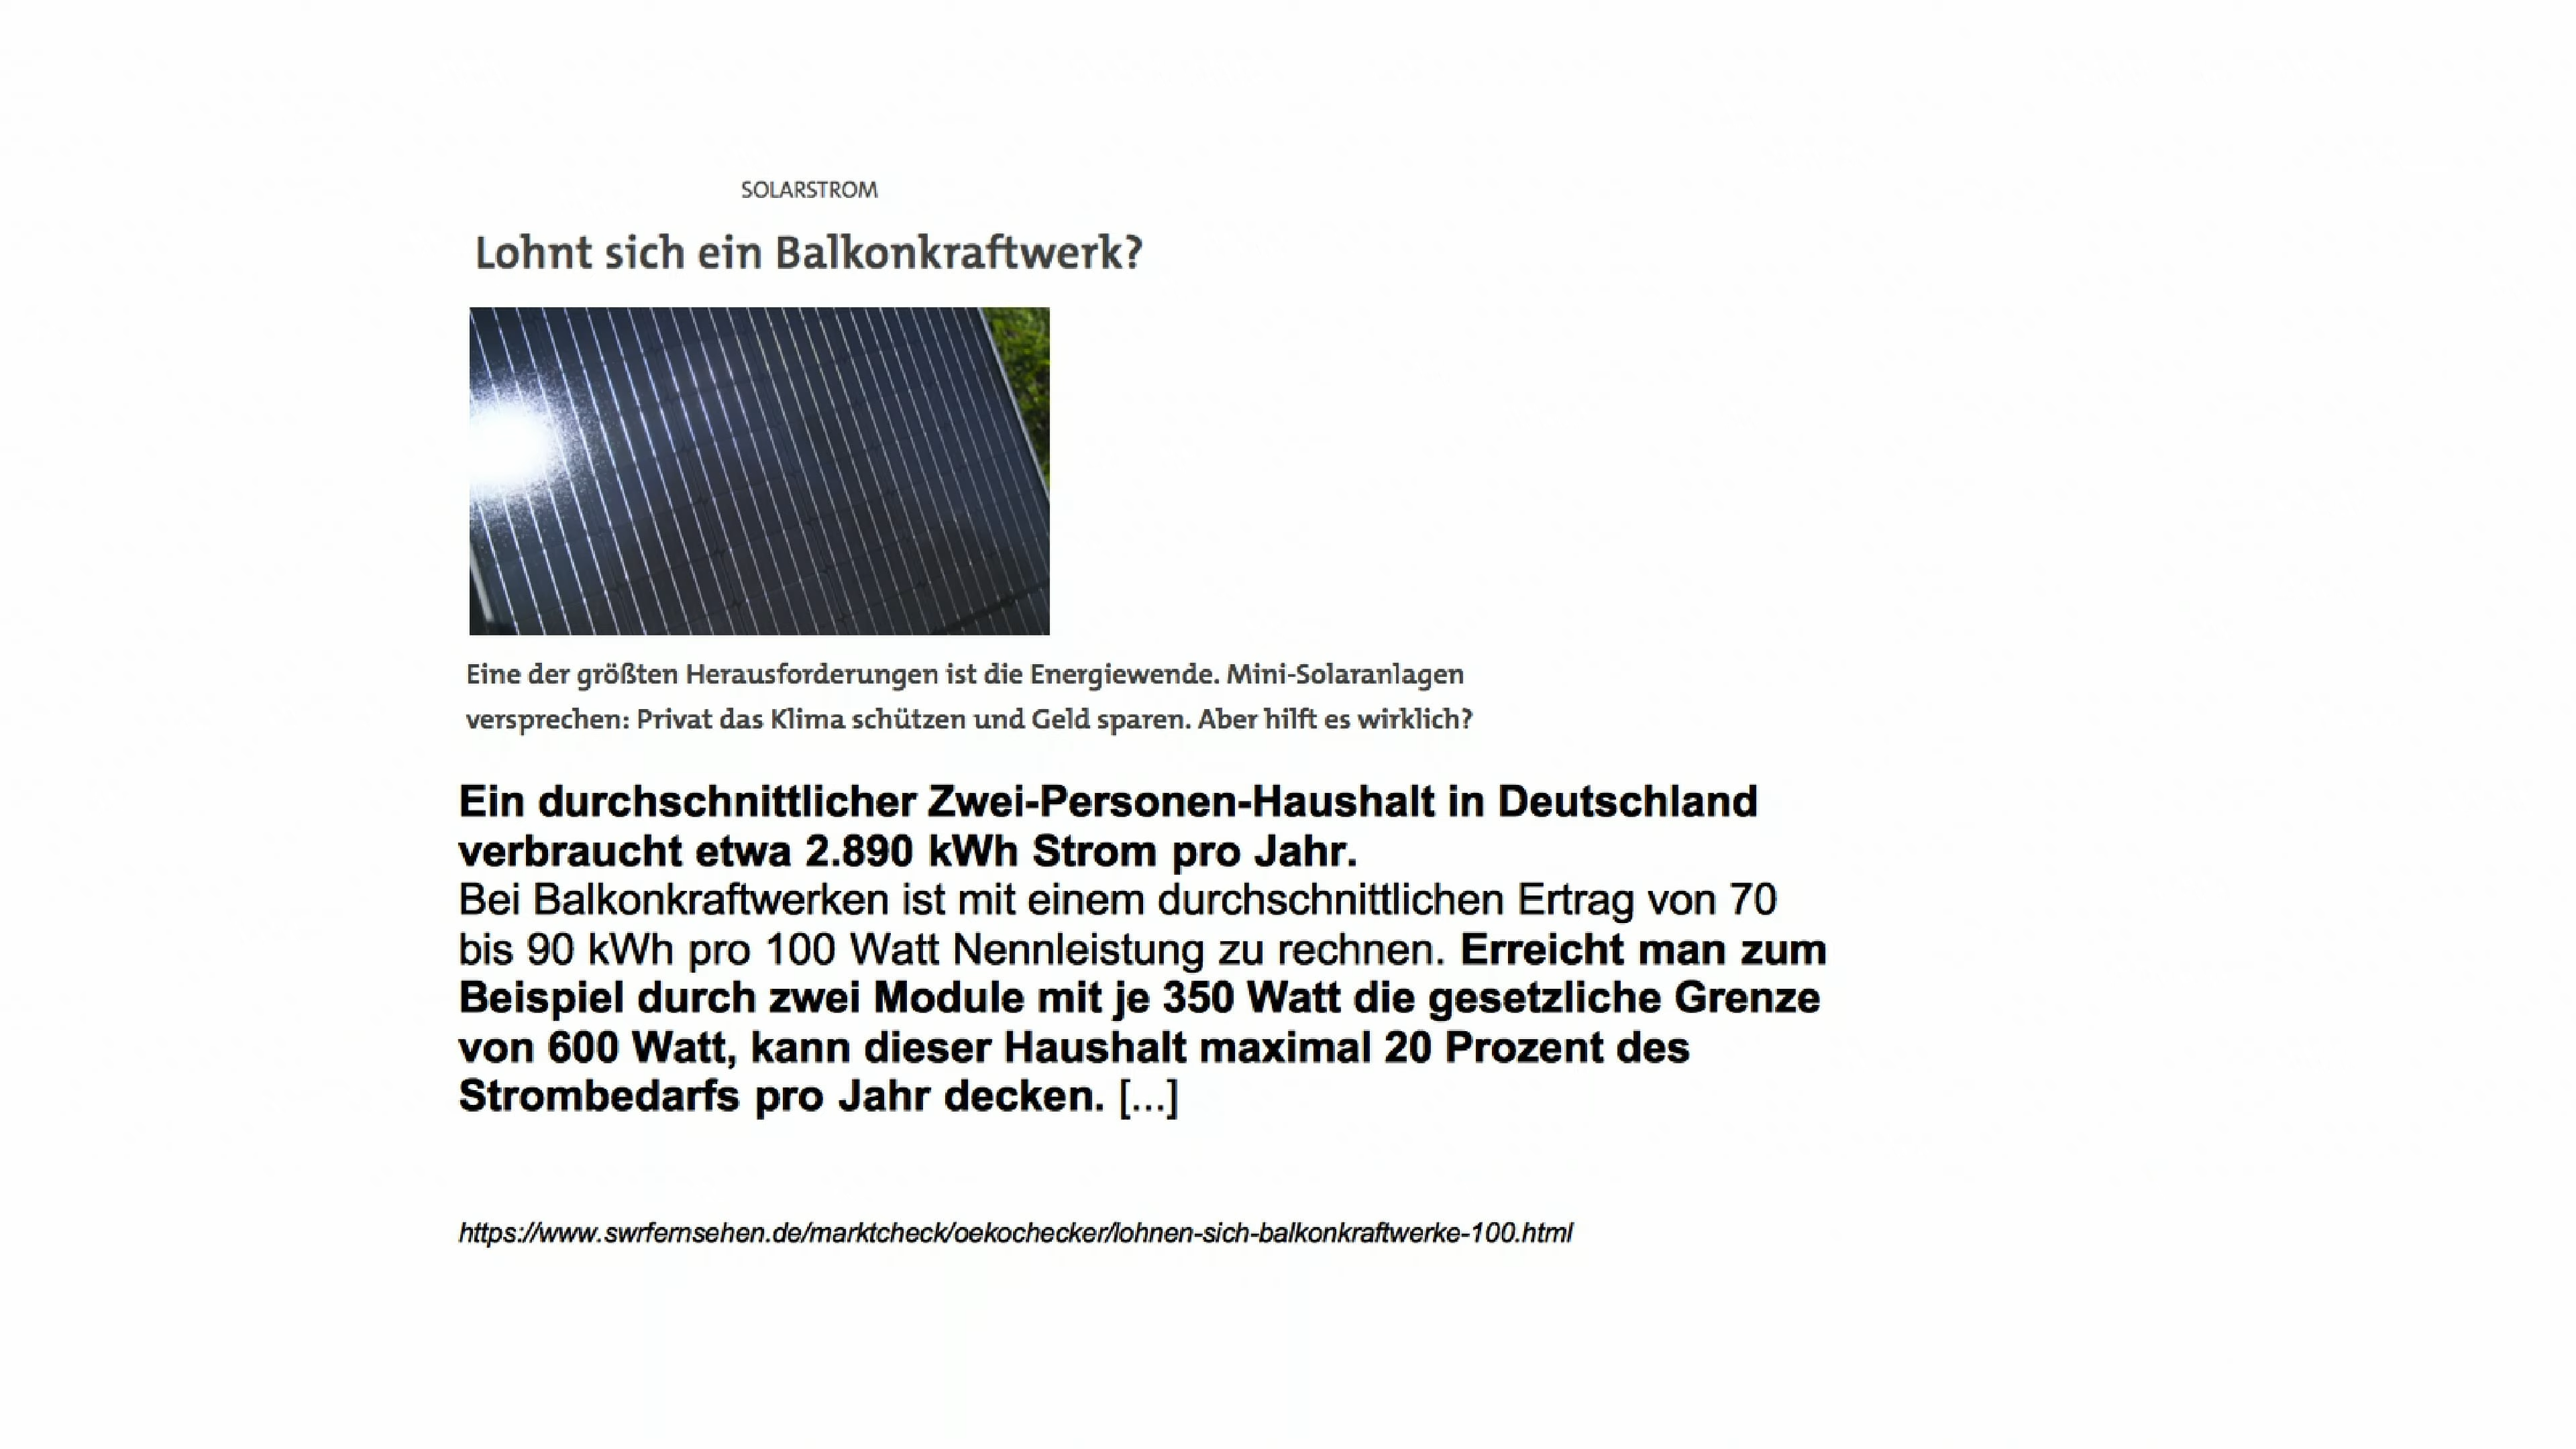 SOLARSTROM
Lohnt sich ein Balkonkraftwerk?
Eine der größten Herausforderungen ist die Energiewende. Mini-Solaranlagen
versprechen: Privat das Klima schützen und Geld sparen. Aber hilft es wirklich?
Ein durchschnittlicher Zwei-Personen-Haushalt in Deutschland
verbraucht etwa 2.890 kWh Strom pro Jahr.
Bei Balkonkraftwerken ist mit einem durchschnittlichen Ertrag von 70
bis 90 kWh pro 100 Watt Nennleistung zu rechnen. Erreicht man zum
Beispiel durch zwei Module mit je 350 Watt die gesetzliche Grenze
von 600 Watt, kann dieser Haushalt maximal 20 Prozent des
Strombedarfs pro Jahr decken. [...]
https://www.swrfernsehen.de/marktcheck/oekochecker/lohnen-sich-balkonkraftwerke-100.html